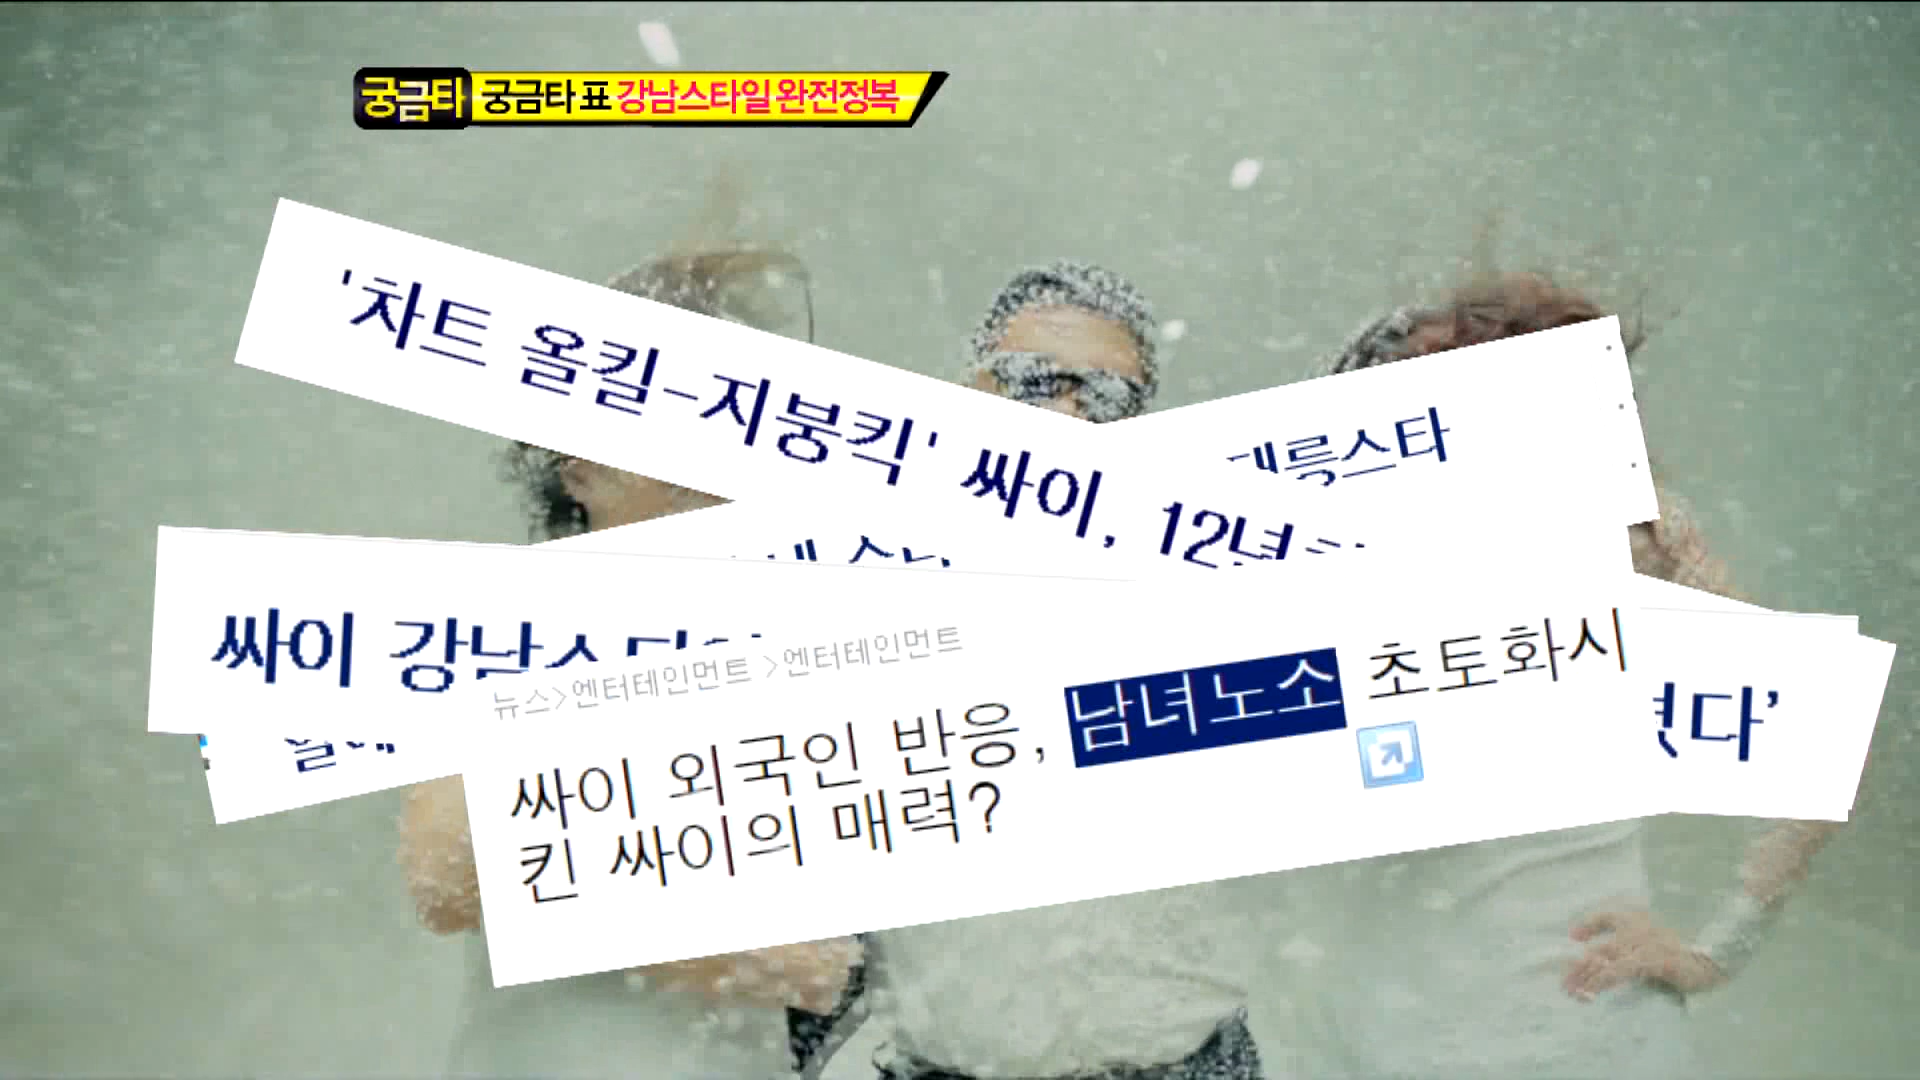 궁금타 궁금타 표 강남스타일 완전정복
'차트 올킬-지붕킥' 싸이, 12년
싸이
뉴스>엔터테인먼트 >엔터테인먼트
싸이 외국인 반응, 남녀노소 초토화시
킨 싸이의 매력?